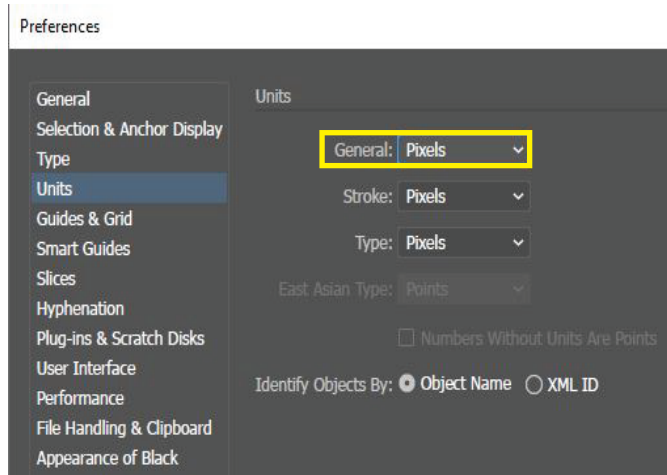 Preferences
General
Selection & Anchor Display
Type
Units
Guides & Grid
Smart Guides
Slices
Hyphenation
Plug-ins & Scratch Disks
User Interface
Performance
File Handling & Clipboard
Appearance of Black
Units
General: Pixels
Stroke: Pixels
Type: Pixels
East Asian Type: Points
Numbers Without Units Are Points
Identify Objects By: Object Name XML ID